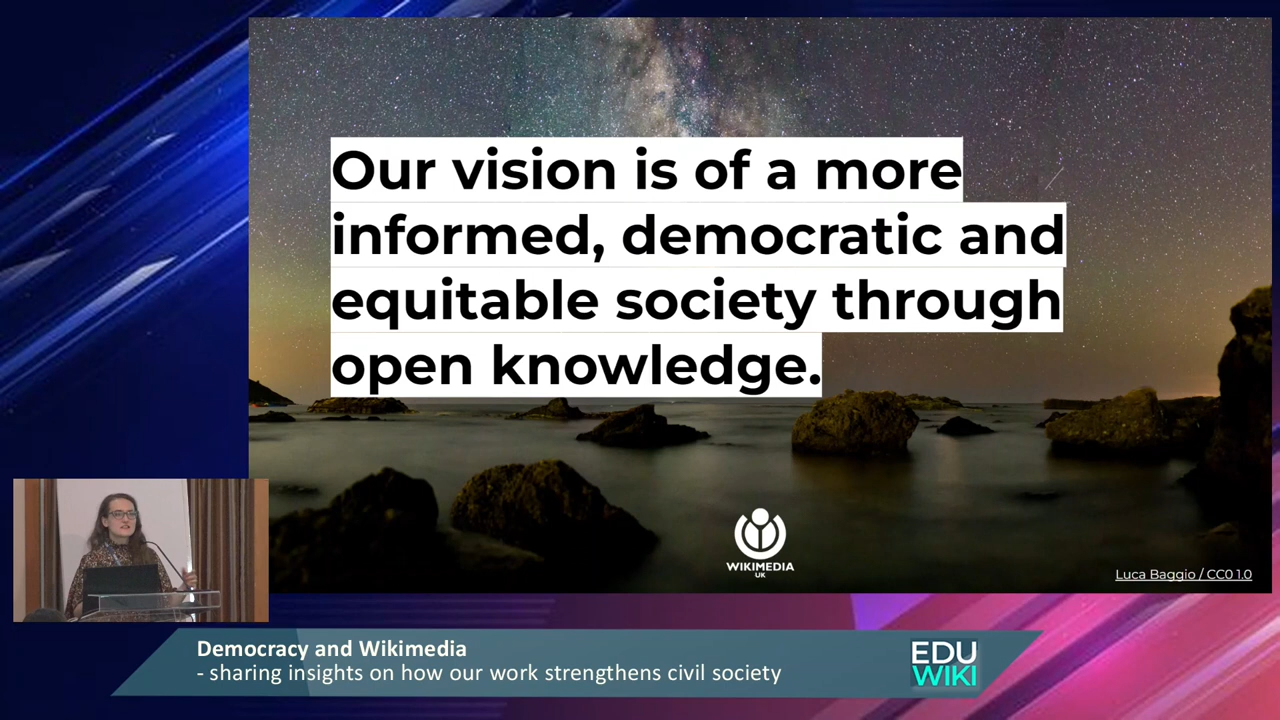 Our vision is of a more
informed, democratic and
equitable society through
open knowledge.
WIKIMEDIA
UK
Luca Baggio / CC0 1.0
Democracy and Wikimedia
- sharing insights on how our work strengthens civil society
EDU
WIKI